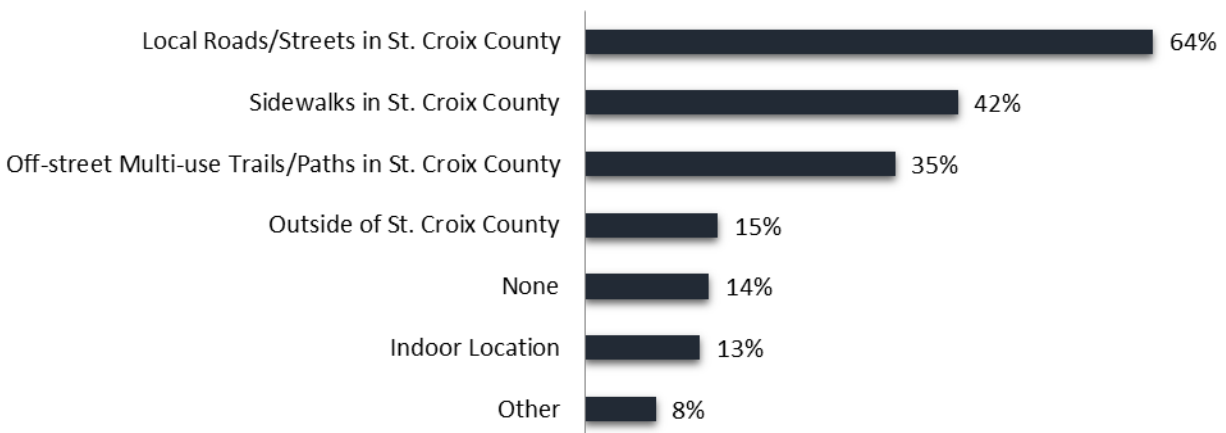 Local Roads/Streets in St. Croix County 64%
Sidewalks in St. Croix County 42%
Off-street Multi-use Trails/Paths in St. Croix County 35%
Outside of St. Croix County 15%
None 14%
Indoor Location 13%
Other 8%